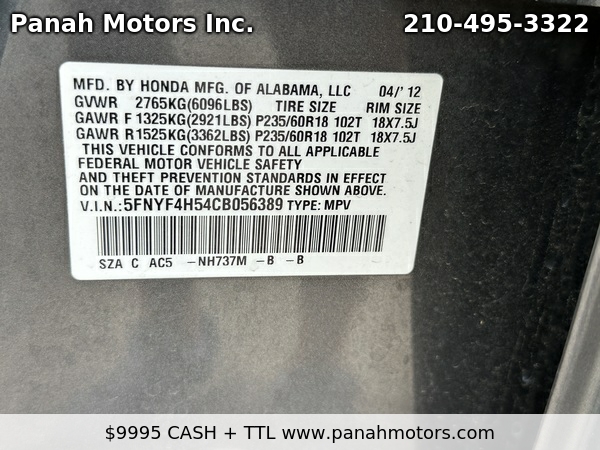 Panah Motors Inc. 210-495-3322
MFD. BY HONDA MFG. OF ALABAMA, LLC 04/'12
GVWR 2765KG(6096LBS) TIRE SIZE RIM SIZE
GAWR F 1325KG(2921LBS) P235/60R18 102T 18X7.5J
GAWR R 1525KG(3362LBS) P235/60R18 102T 18X7.5J
THIS VEHICLE CONFORMS TO ALL APPLICABLE
FEDERAL MOTOR VEHICLE SAFETY
AND THEFT PREVENTION STANDARDS IN EFFECT
ON THE DATE OF MANUFACTURE SHOWN ABOVE.
V.I.N.:5FNYF4H54CB056389 TYPE: MPV
SZA C AC5 -NH737M -B -B
$9995 CASH + TTL www.panahmotors.com